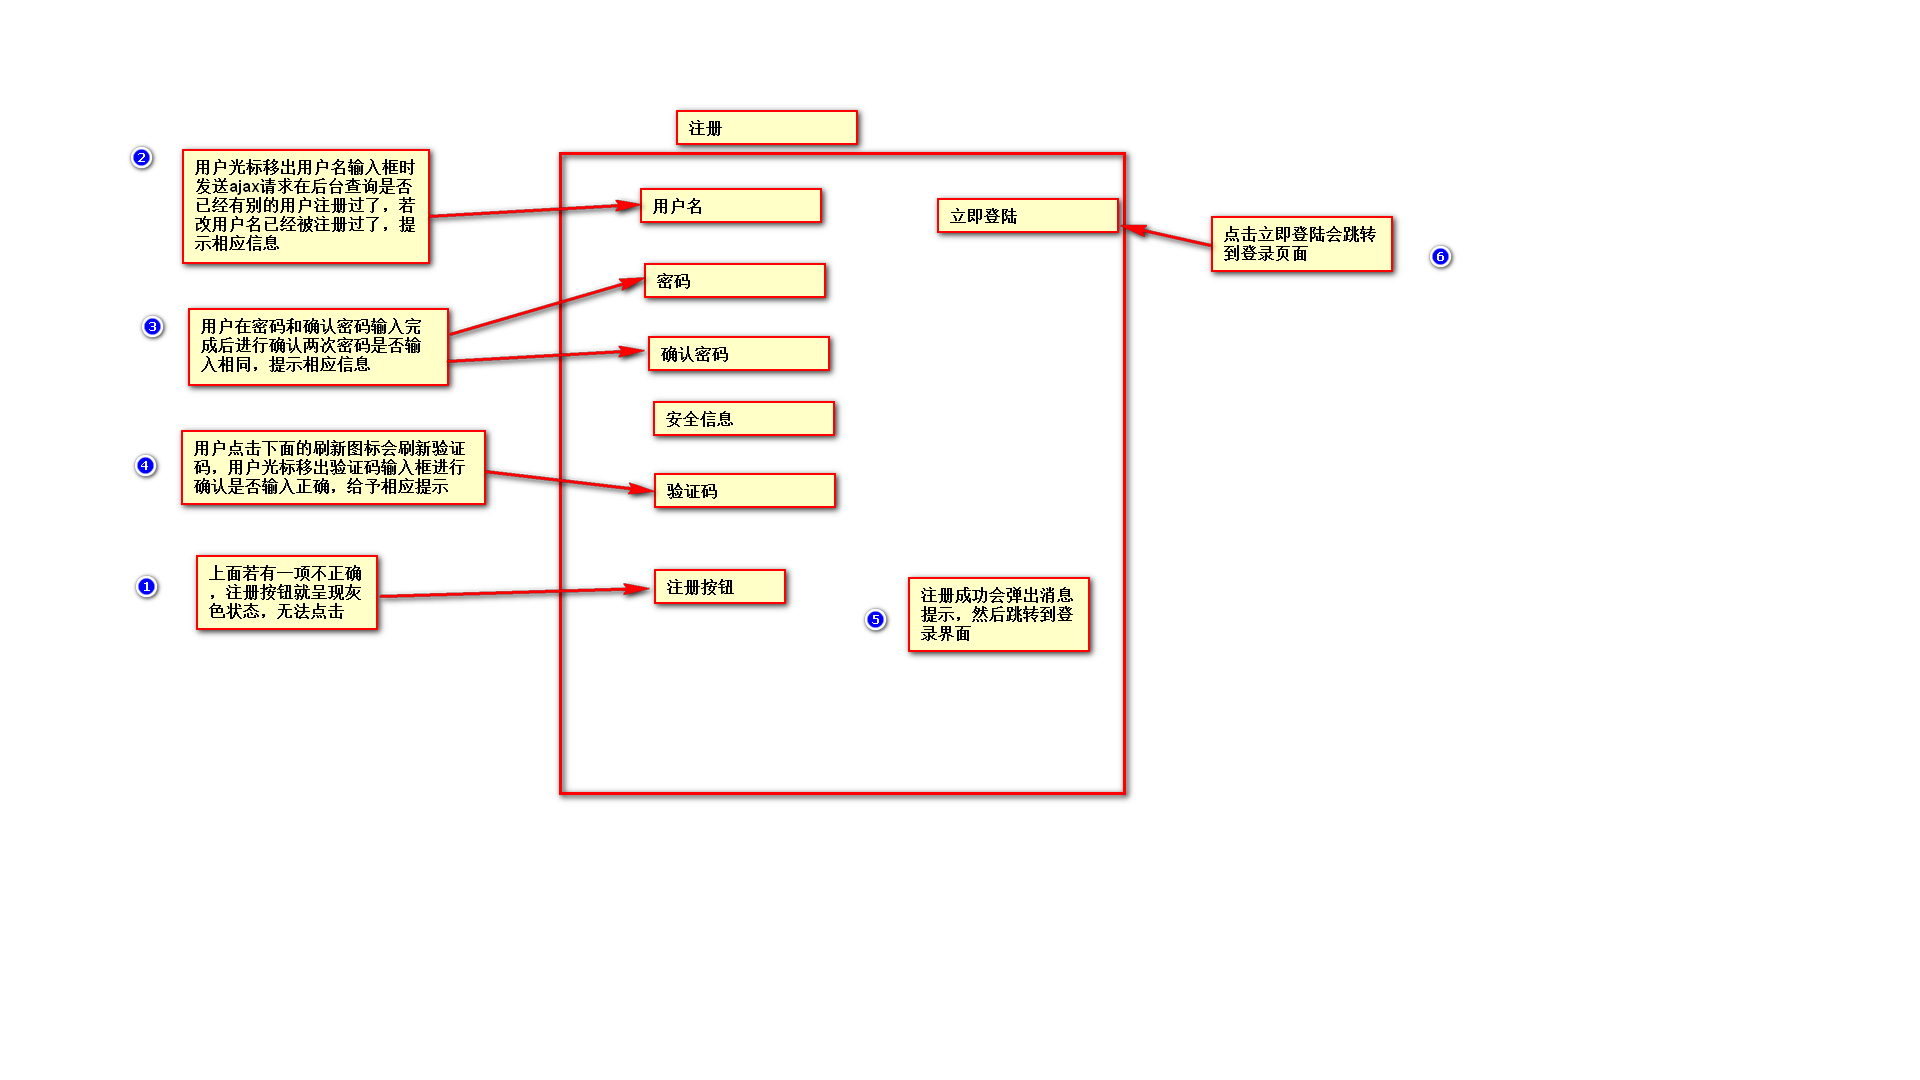 注册
2
用户光标移出用户名输入框时
发送ajax请求在后台查询是否
已经有别的用户注册过了，若
改用户名已经被注册过了，提
示相应信息
用户名
立即登陆
点击立即登陆会跳转
到登录页面
6
密码
3
用户在密码和确认密码输入完
成后进行确认两次密码是否输
入相同，提示相应信息
确认密码
安全信息
4
用户点击下面的刷新图标会刷新验证
码，用户光标移出验证码输入框进行
确认是否输入正确，给予相应提示
验证码
1
上面若有一项不正确
，注册按钮就呈现灰
色状态，无法点击
注册按钮
5
注册成功会弹出消息
提示，然后跳转到登
录界面